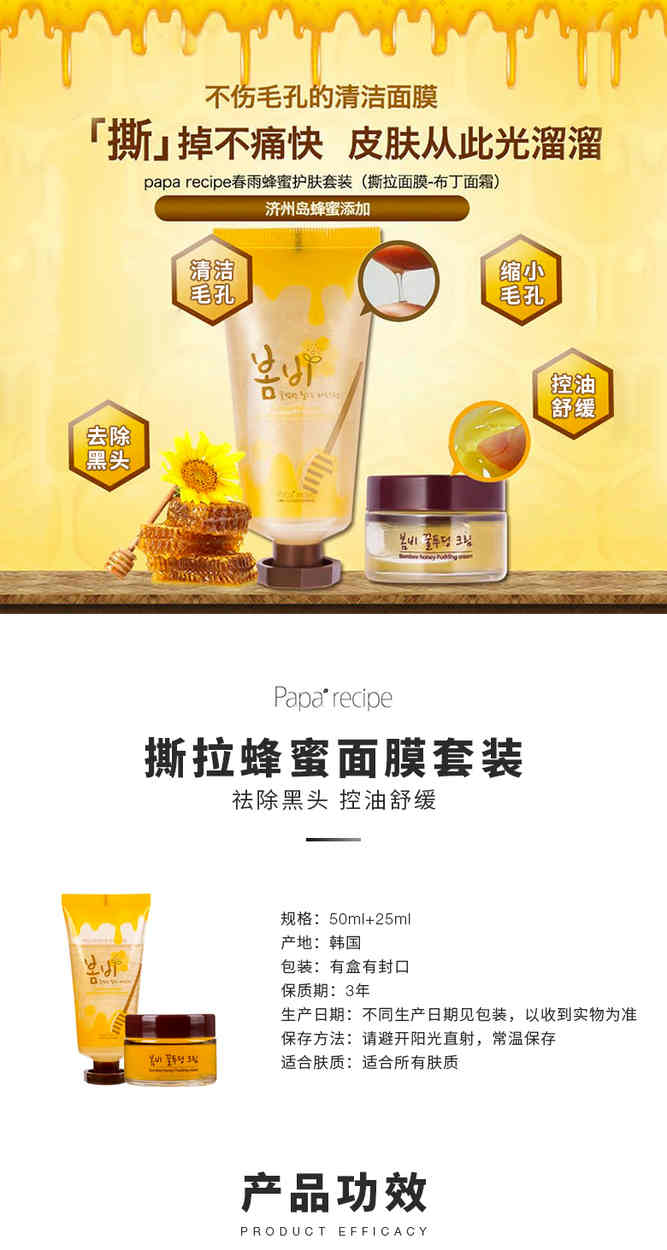 不伤毛孔的清洁面膜
「撕」掉不痛快 皮肤从此光溜溜
papa recipe春雨蜂蜜护肤套装（撕拉面膜-布丁面霜）
济州岛蜂蜜添加
清洁
毛孔
缩小
毛孔
控油
舒缓
去除
黑头
봄비
Papa recipe
봄비 꿀푸딩 크림
Bombee honey Pudding cream
Papa recipe
撕拉蜂蜜面膜套装
祛除黑头 控油舒缓
봄비
봄비 꿀푸딩 크림
规格：50ml+25ml
产地：韩国
包装：有盒有封口
保质期：3年
生产日期：不同生产日期见包装，以收到实物为准
保存方法：请避开阳光直射，常温保存
适合肤质：适合所有肤质
产品功效
PRODUCT EFFICACY